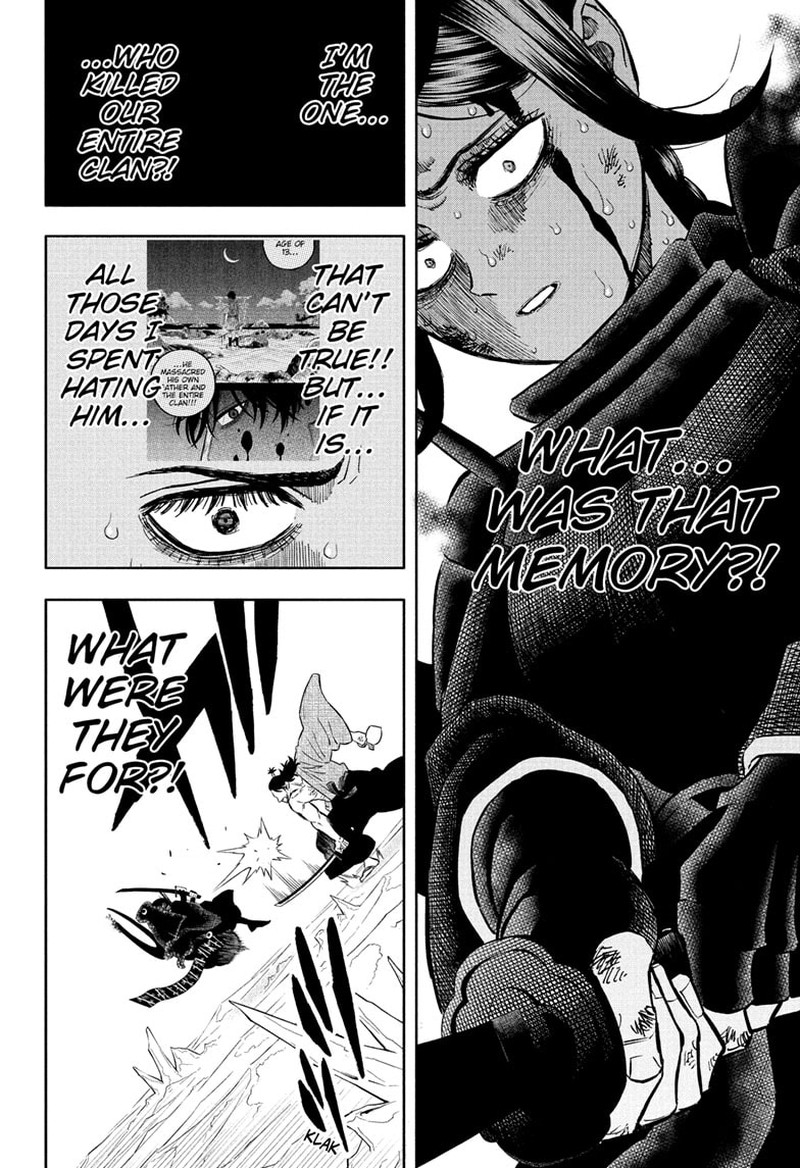 WHAT...
WAS THAT
MEMORY?!
I'M
THE
ONE...
...WHO
KILLED
OUR
ENTIRE
CLAN?!
THAT
CAN'T
BE
TRUE!!
BUT...
IF IT
IS...
AGE OF
13...
...HE
MASSACRED
HIS OWN
FATHER AND
THE ENTIRE
CLAN!!!
ALL
THOSE
DAYS I
SPENT
HATING
HIM...
WHAT
WERE
THEY
FOR?!
KLAK